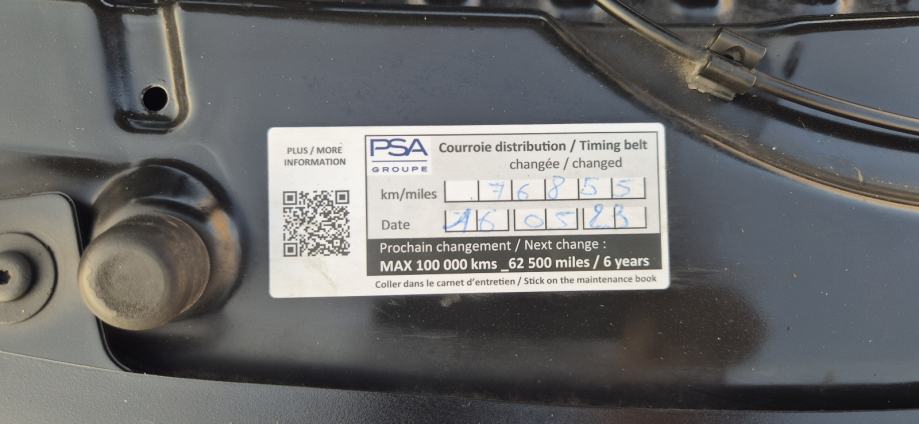 PLUS / MORE
INFORMATION
PSA
GROUPE
Courroie distribution / Timing belt
changée / changed
km/miles 76855
Date 16 05 23
Prochain changement / Next change :
MAX 100 000 kms _62 500 miles / 6 years
Coller dans le carnet d'entretien / Stick on the maintenance book